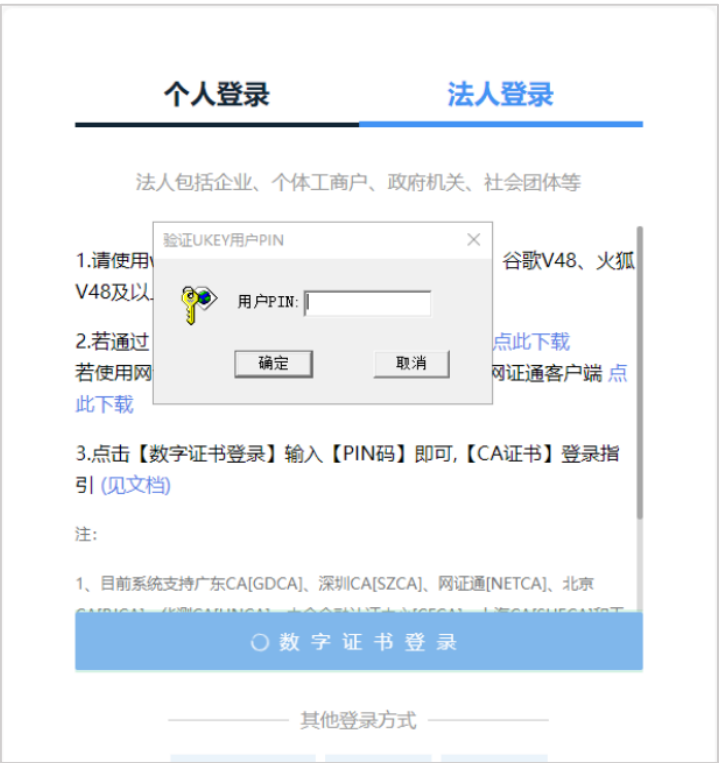 个人登录
法人登录
法人包括企业、个体工商户、政府机关、社会团体等
验证UKEY用户PIN
1.请使用
谷歌V48、火狐
V48及以
用户PIN:
2.若通过
点此下载
确定
取消
若使用网
网证通客户端 点
此下载
3.点击【数字证书登录】输入【PIN码】即可,【CA证书】登录指
引 (见文档)
注:
1、目前系统支持广东CA[GDCA]、深圳CA[SZCA]、网证通[NETCA]、北京
数字证书登录
其他登录方式